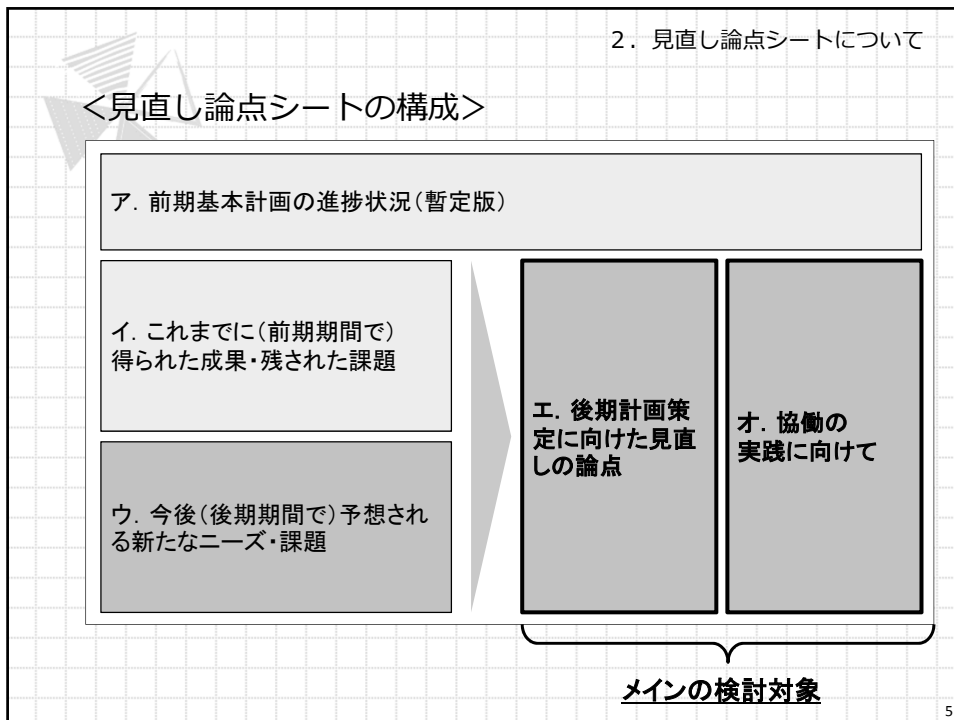 ２．見直し論点シートについて
＜見直し論点シートの構成＞
ア．前期基本計画の進捗状況（暫定版）
イ．これまでに（前期期間で）
得られた成果・残された課題
ウ．今後（後期期間で）予想され
る新たなニーズ・課題
エ．後期計画策
定に向けた見直
しの論点
オ．協働の
実践に向けて
メインの検討対象
5